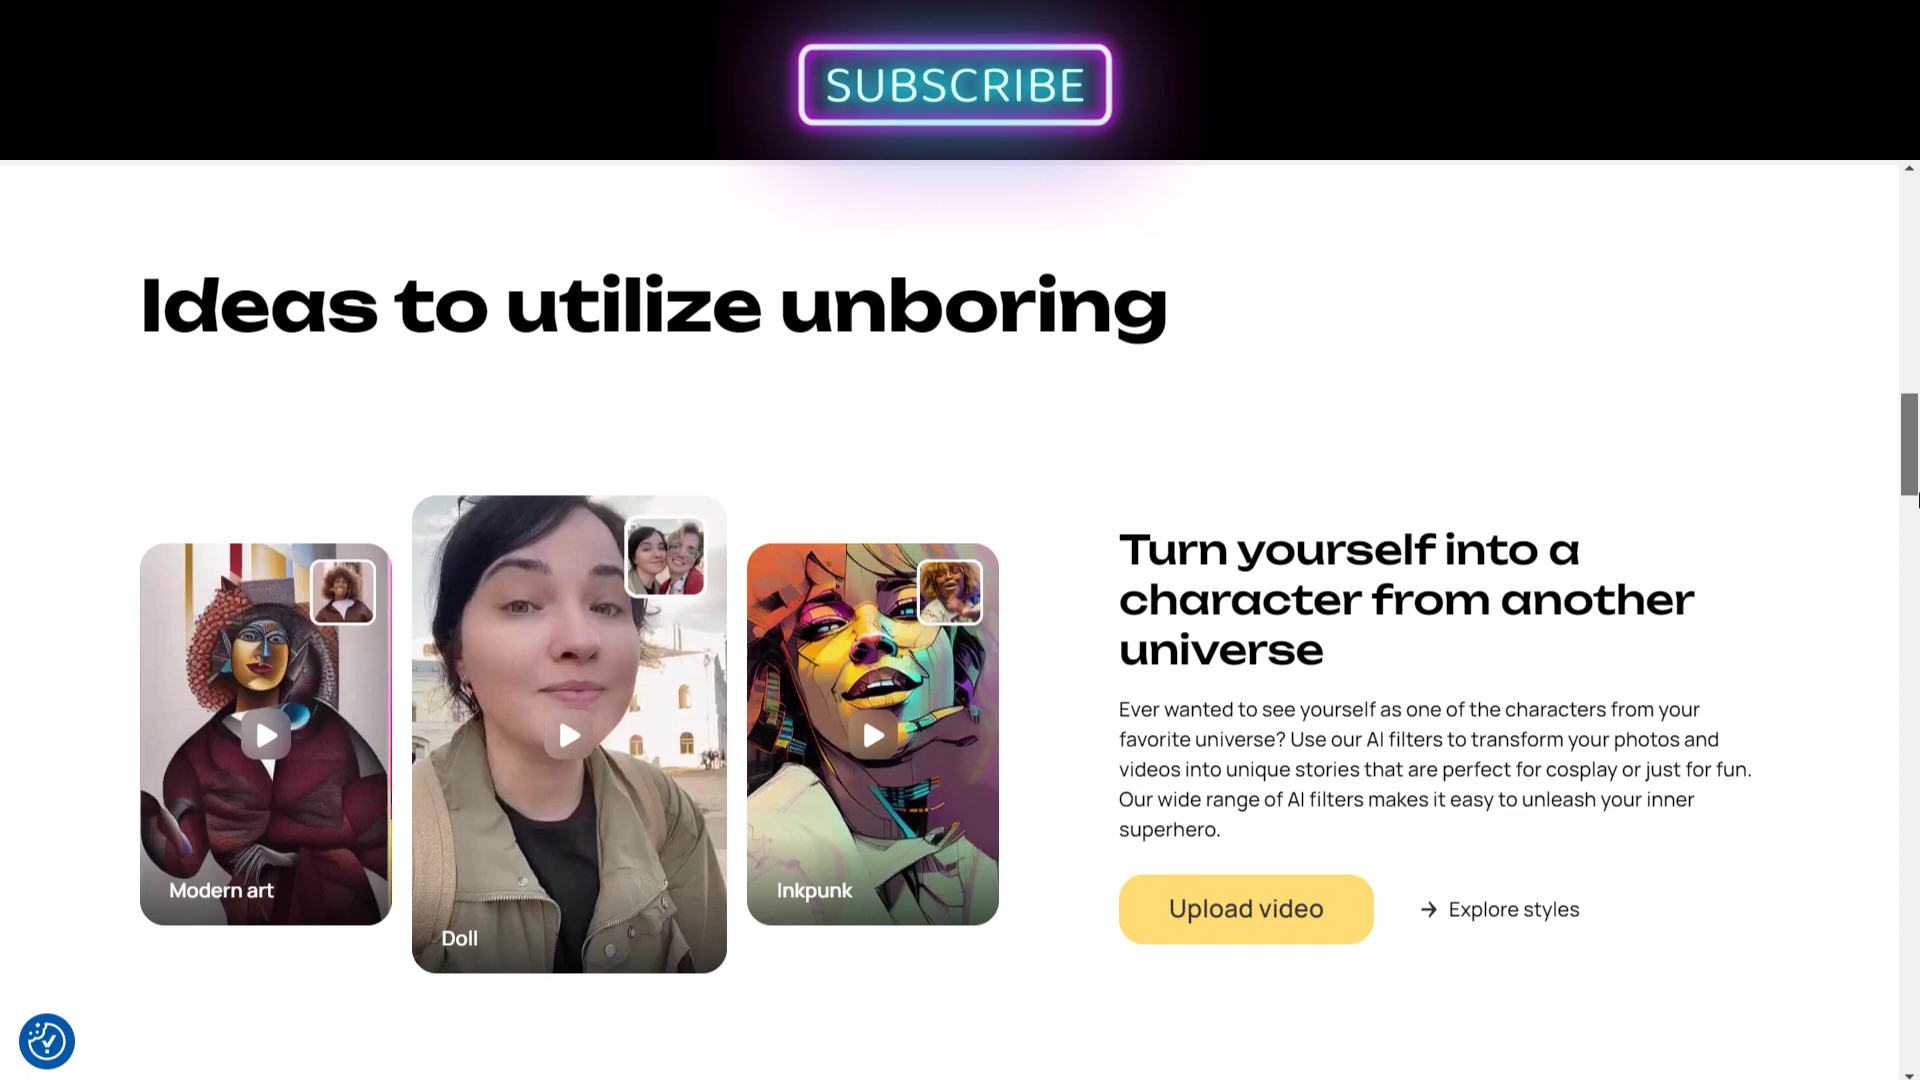 SUBSCRIBE
Ideas to utilize unboring
Modern art
Doll
Inkpunk
Turn yourself into a
character from another
universe
Ever wanted to see yourself as one of the characters from your
favorite universe? Use our AI filters to transform your photos and
videos into unique stories that are perfect for cosplay or just for fun.
Our wide range of AI filters makes it easy to unleash your inner
superhero.
Upload video
→ Explore styles